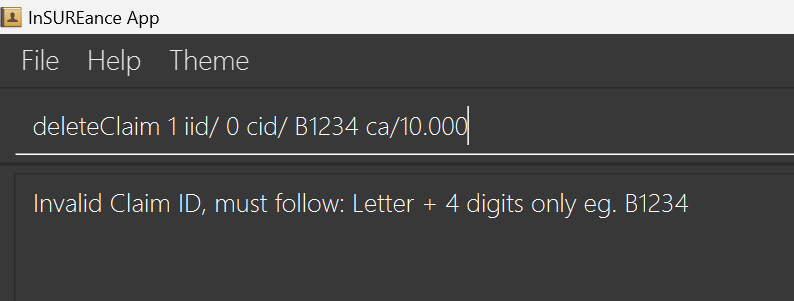 InSUREance App
File Help Theme
deleteClaim 1 iid/ 0 cid/ B1234 ca/10.000
Invalid Claim ID, must follow: Letter + 4 digits only eg. B1234